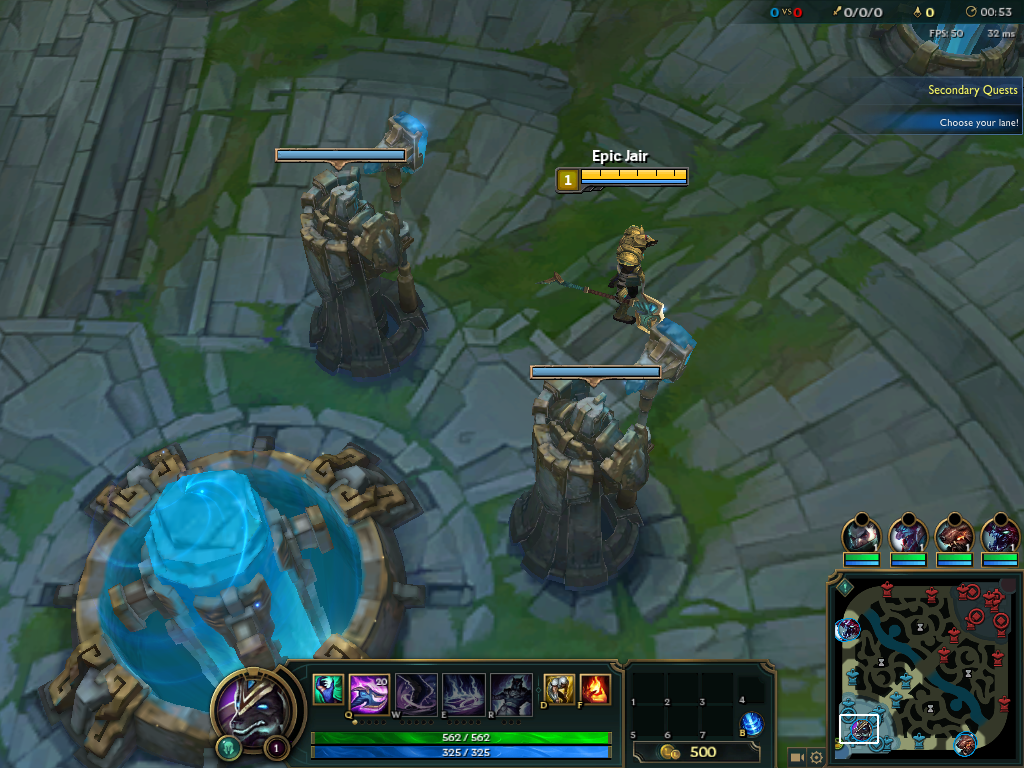 0 vs 0 0/0/0 0 00:53
FPS: 50 32 ms
Secondary Quests
Choose your lane!
Epic Jair
1
20
Q W E R D F
1 2 3 4
5 6 7 B
1
562 / 562
325 / 325
500